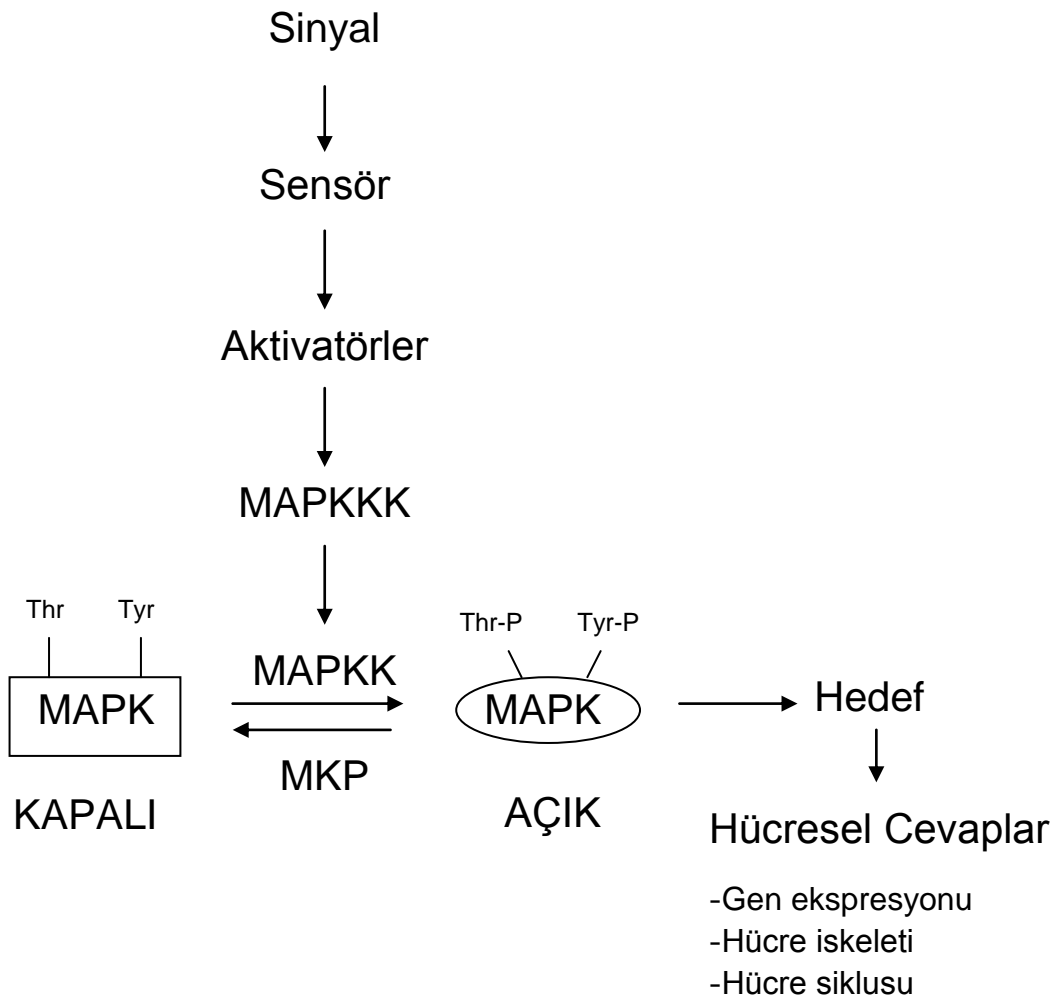 Sinyal
Sensör
Aktivatörler
MAPKKK
Thr Tyr
Thr-P Tyr-P
MAPKK
MAPK
MAPK
Hedef
MKP
KAPALI
AÇIK
Hücresel Cevaplar
-Gen ekspresyonu
-Hücre iskeleti
-Hücre siklusu